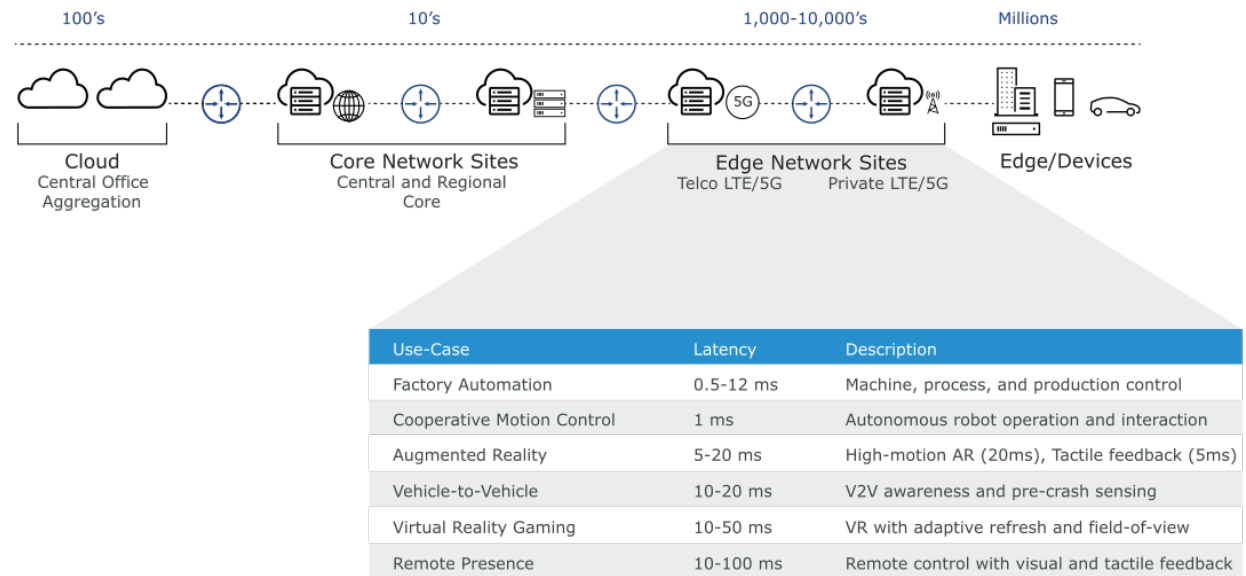 100's 10's 1,000-10,000's Millions
5G
Cloud Core Network Sites Edge Network Sites Edge/Devices
Central Office Central and Regional Telco LTE/5G Private LTE/5G
Aggregation Core
Use-Case Latency Description
Factory Automation 0.5-12 ms Machine, process, and production control
Cooperative Motion Control 1 ms Autonomous robot operation and interaction
Augmented Reality 5-20 ms High-motion AR (20ms), Tactile feedback (5ms)
Vehicle-to-Vehicle 10-20 ms V2V awareness and pre-crash sensing
Virtual Reality Gaming 10-50 ms VR with adaptive refresh and field-of-view
Remote Presence 10-100 ms Remote control with visual and tactile feedback